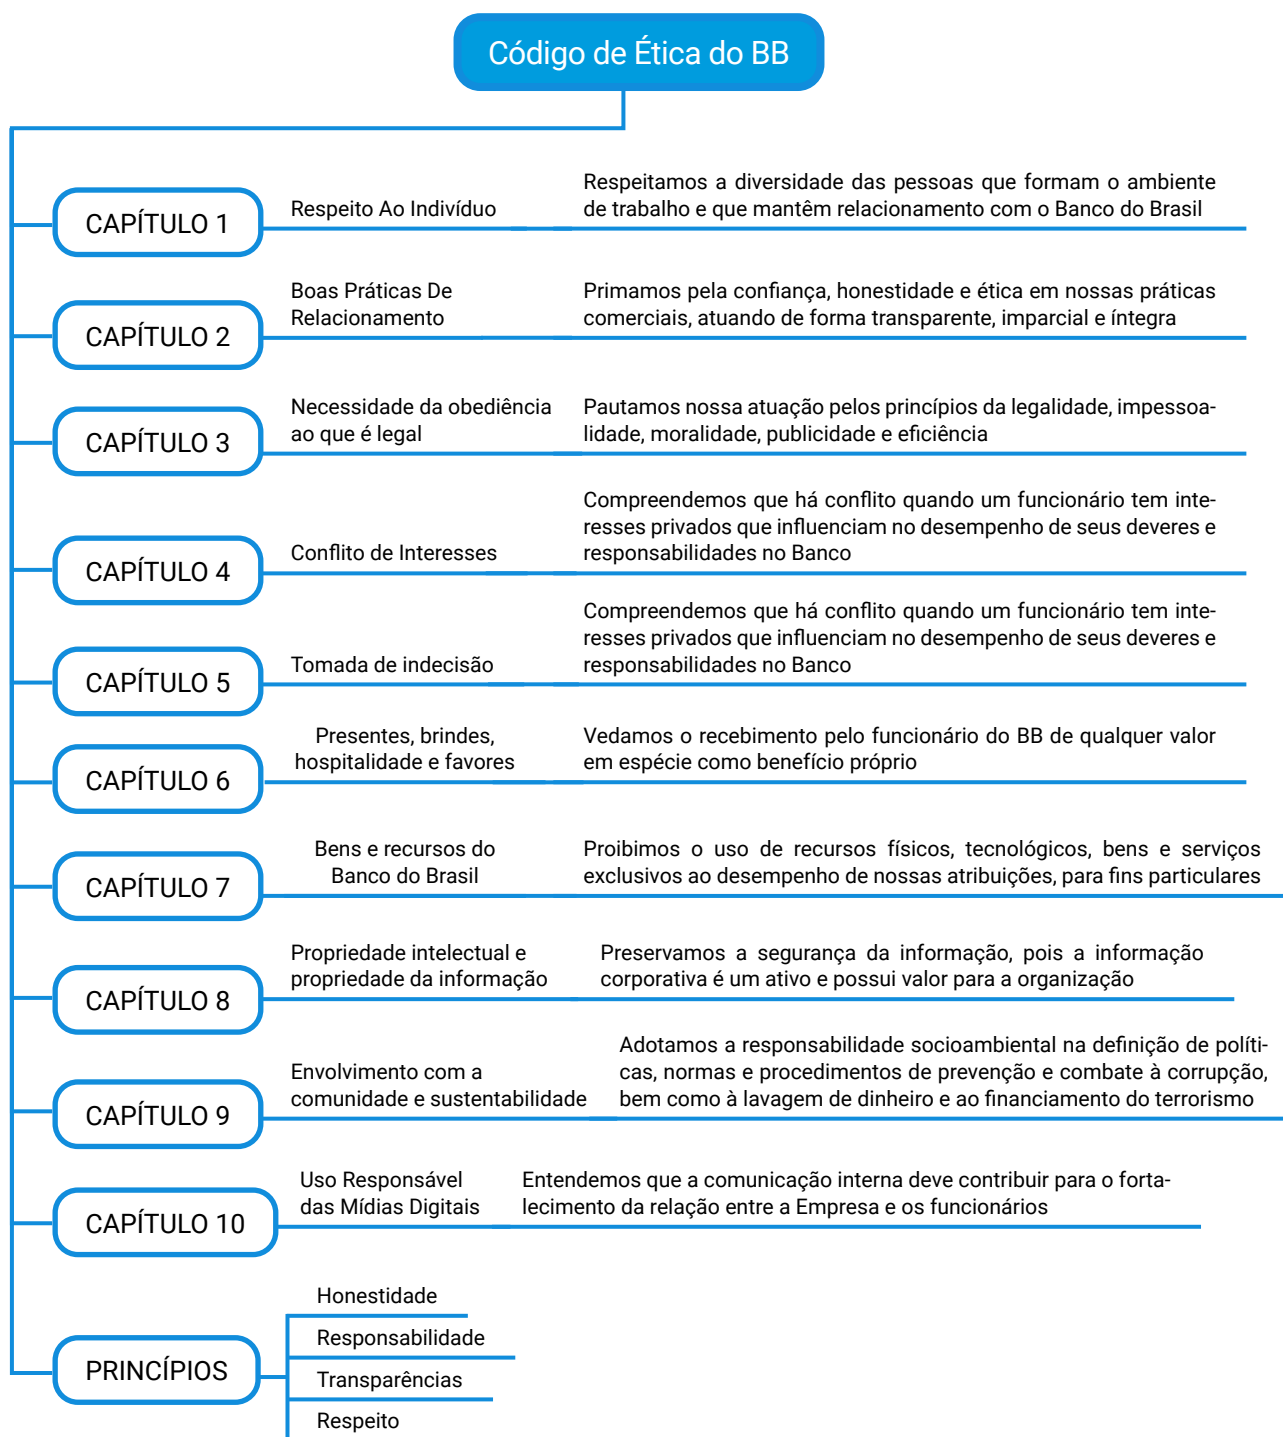 Código de Ética do BB
CAPÍTULO 1
Respeito Ao Indivíduo
Respeitamos a diversidade das pessoas que formam o ambiente
de trabalho e que mantêm relacionamento com o Banco do Brasil
CAPÍTULO 2
Boas Práticas De
Relacionamento
Primamos pela confiança, honestidade e ética em nossas práticas
comerciais, atuando de forma transparente, imparcial e íntegra
CAPÍTULO 3
Necessidade da obediência
ao que é legal
Pautamos nossa atuação pelos princípios da legalidade, impessoa-
lidade, moralidade, publicidade e eficiência
CAPÍTULO 4
Conflito de Interesses
Compreendemos que há conflito quando um funcionário tem inte-
resses privados que influenciam no desempenho de seus deveres e
responsabilidades no Banco
CAPÍTULO 5
Tomada de indecisão
Compreendemos que há conflito quando um funcionário tem inte-
resses privados que influenciam no desempenho de seus deveres e
responsabilidades no Banco
CAPÍTULO 6
Presentes, brindes,
hospitalidade e favores
Vedamos o recebimento pelo funcionário do BB de qualquer valor
em espécie como benefício próprio
CAPÍTULO 7
Bens e recursos do
Banco do Brasil
Proibimos o uso de recursos físicos, tecnológicos, bens e serviços
exclusivos ao desempenho de nossas atribuições, para fins particulares
CAPÍTULO 8
Propriedade intelectual e
propriedade da informação
Preservamos a segurança da informação, pois a informação
corporativa é um ativo e possui valor para a organização
CAPÍTULO 9
Envolvimento com a
comunidade e sustentabilidade
Adotamos a responsabilidade socioambiental na definição de políti-
cas, normas e procedimentos de prevenção e combate à corrupção,
bem como à lavagem de dinheiro e ao financiamento do terrorismo
CAPÍTULO 10
Uso Responsável
das Mídias Digitais
Entendemos que a comunicação interna deve contribuir para o forta-
lecimento da relação entre a Empresa e os funcionários
PRINCÍPIOS
Honestidade
Responsabilidade
Transparências
Respeito